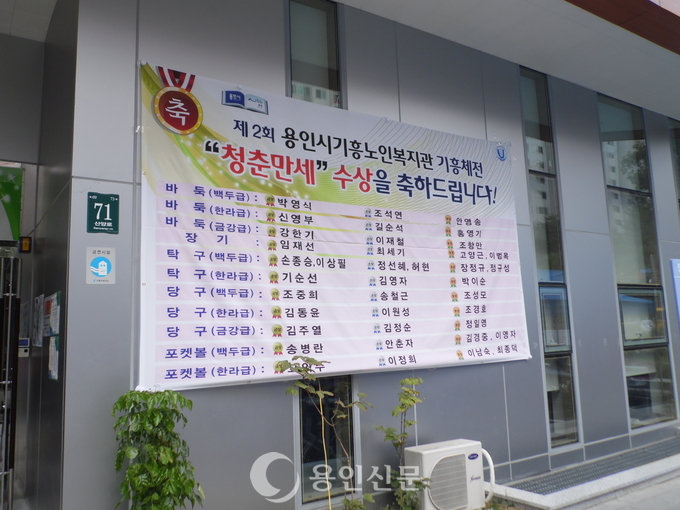 축
제 2회 용인시기흥노인복지관 기흥체전
“청춘만세” 수상을 축하드립니다!
바 둑 (백두급) : 박영식 조석연 안영송
바 둑 (한라급) : 신영부 길순석 홍영기
바 둑 (금강급) : 강한기 이재철 조항만
장 기 : 임재선 최세기 고양근, 이범록
탁 구 (백두급) : 손종승, 이상필 정선혜, 허현 장정규, 정규성
탁 구 (한라급) : 기순선 김영자 박이순
당 구 (백두급) : 조중희 송철근 조성모
당 구 (한라급) : 김동윤 이원성 조경호
당 구 (금강급) : 김주열 김정순 정일영
포켓볼 (백두급) : 송병란 안춘자 김경중, 이영자
포켓볼 (한라급) : 이정희 이남숙, 최종덕
71
용인신문